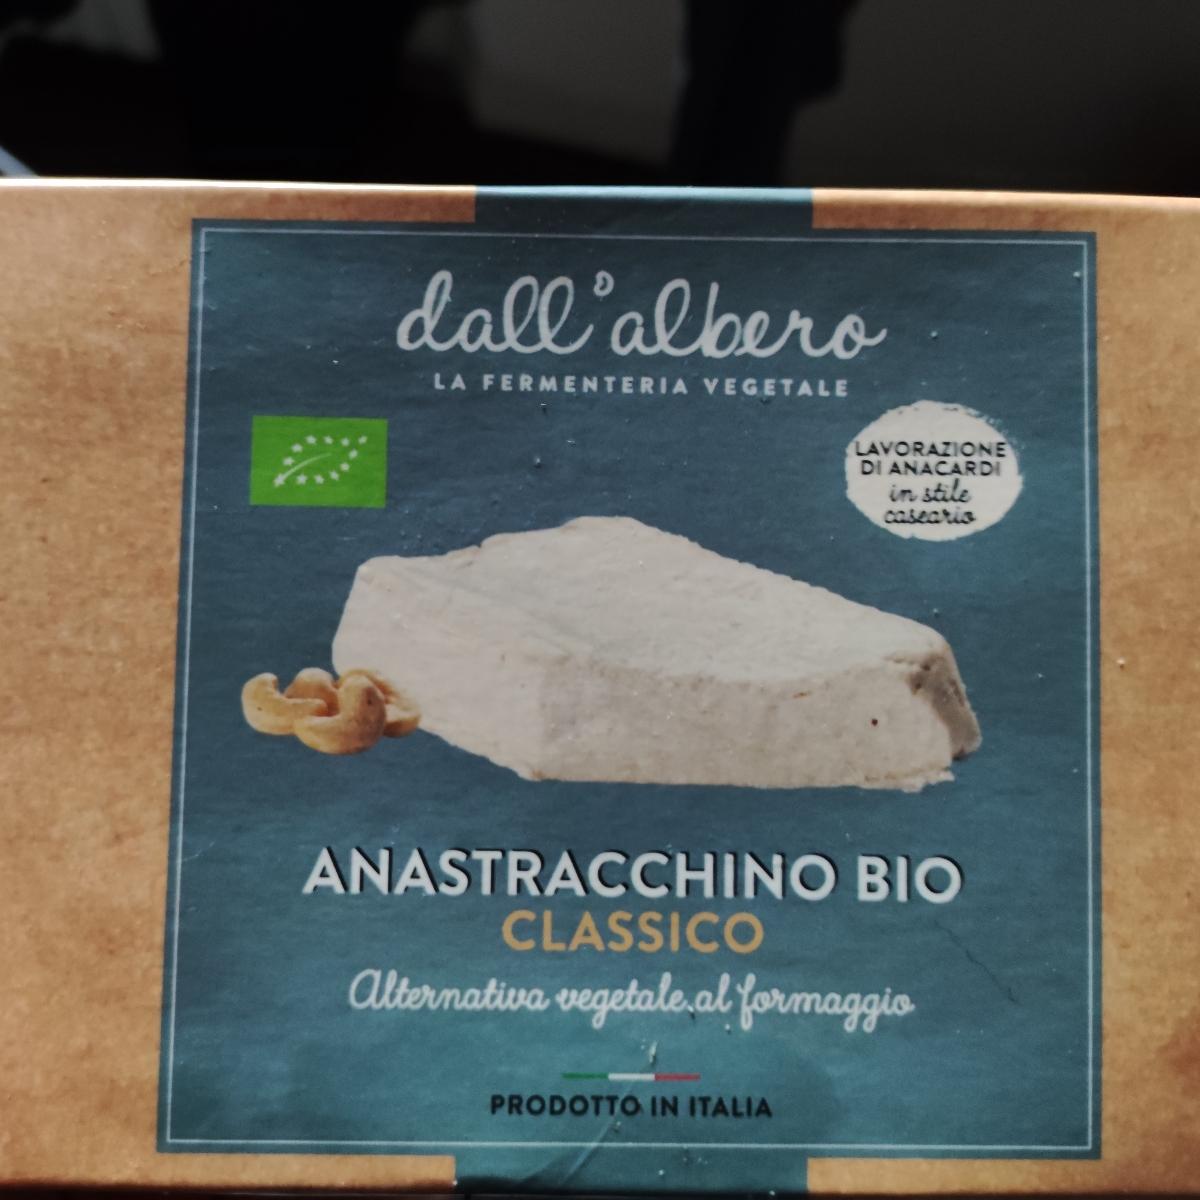 dall'albero
LA FERMENTERIA VEGETALE
LAVORAZIONE
DI ANACARDI
in stile
caseario
ANASTRACCHINO BIO
CLASSICO
Alternativa vegetale al formaggio
PRODOTTO IN ITALIA